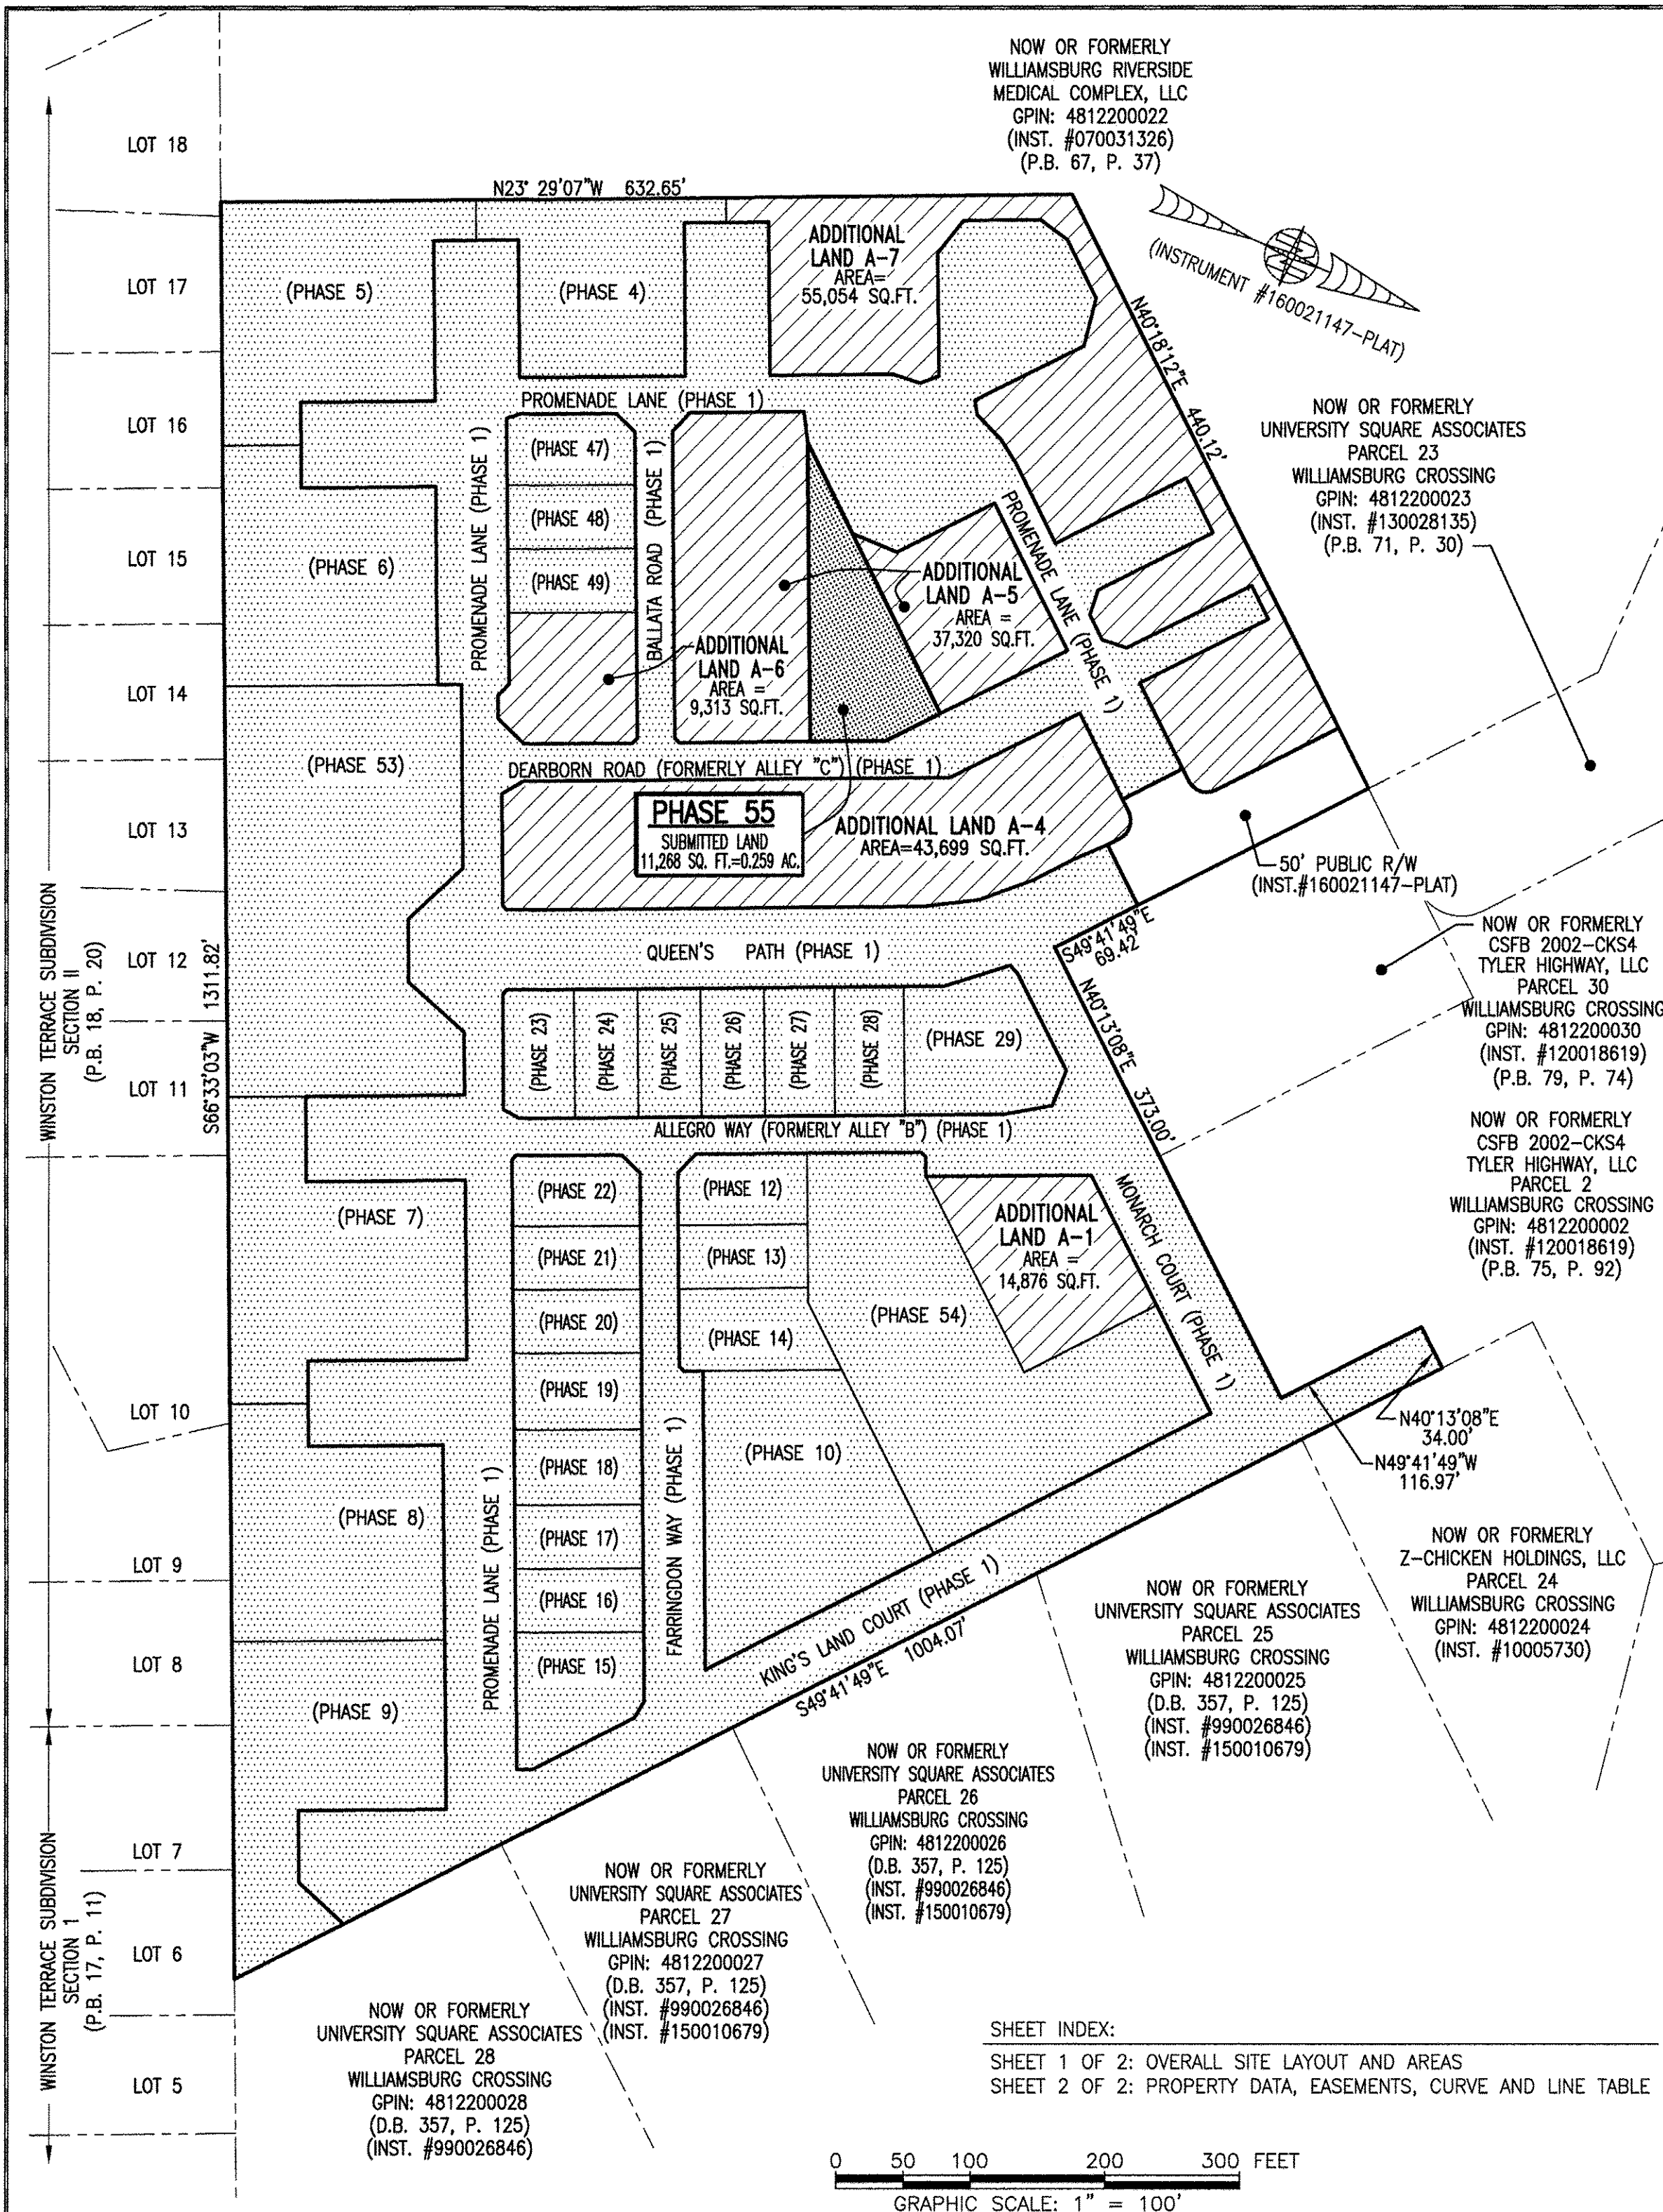 NOW OR FORMERLY
WILLIAMSBURG RIVERSIDE
MEDICAL COMPLEX, LLC
GPIN: 4812200022
(INST. #070031326)
(P.B. 67, P. 37)
LOT 18
N23° 29'07"W 632.65'
(INSTRUMENT #160021147-PLAT)
LOT 17
(PHASE 5)
(PHASE 4)
ADDITIONAL
LAND A-7
AREA=
55,054 SQ.FT.
N40°18'12"E 440.12'
NOW OR FORMERLY
UNIVERSITY SQUARE ASSOCIATES
PARCEL 23
WILLIAMSBURG CROSSING
GPIN: 4812200023
(INST. #130028135)
(P.B. 71, P. 30)
LOT 16
PROMENADE LANE (PHASE 1)
PROMENADE LANE (PHASE 1)
(PHASE 47)
(PHASE 48)
(PHASE 49)
BALLATA ROAD (PHASE 1)
PROMENADE LANE (PHASE 1)
LOT 15
(PHASE 6)
ADDITIONAL
LAND A-5
AREA =
37,320 SQ.FT.
ADDITIONAL
LAND A-6
AREA =
9,313 SQ.FT.
LOT 14
(PHASE 53)
DEARBORN ROAD (FORMERLY ALLEY "C") (PHASE 1)
LOT 13
PHASE 55
SUBMITTED LAND
11,268 SQ. FT.=0.259 AC.
ADDITIONAL LAND A-4
AREA=43,699 SQ.FT.
50' PUBLIC R/W
(INST.#160021147-PLAT)
WINSTON TERRACE SUBDIVISION
SECTION II
(P.B. 18, P. 20)
LOT 12
S66°33'03"W 1311.82'
QUEEN'S PATH (PHASE 1)
S49°41'49"E
69.42'
NOW OR FORMERLY
CSFB 2002-CKS4
TYLER HIGHWAY, LLC
PARCEL 30
WILLIAMSBURG CROSSING
GPIN: 4812200030
(INST. #120018619)
(P.B. 79, P. 74)
N40°13'08"E 373.00'
LOT 11
(PHASE 23)
(PHASE 24)
(PHASE 25)
(PHASE 26)
(PHASE 27)
(PHASE 28)
(PHASE 29)
ALLEGRO WAY (FORMERLY ALLEY "B") (PHASE 1)
NOW OR FORMERLY
CSFB 2002-CKS4
TYLER HIGHWAY, LLC
PARCEL 2
WILLIAMSBURG CROSSING
GPIN: 4812200002
(INST. #120018619)
(P.B. 75, P. 92)
(PHASE 7)
(PHASE 22)
(PHASE 21)
(PHASE 20)
(PHASE 19)
(PHASE 18)
(PHASE 17)
(PHASE 16)
(PHASE 15)
(PHASE 12)
(PHASE 13)
(PHASE 14)
ADDITIONAL
LAND A-1
AREA =
14,876 SQ.FT.
MONARCH COURT (PHASE 1)
(PHASE 54)
LOT 10
(PHASE 10)
N40°13'08"E
34.00'
N49°41'49"W
116.97'
(PHASE 8)
PROMENADE LANE (PHASE 1)
FARRINGDON WAY (PHASE 1)
LOT 9
NOW OR FORMERLY
Z-CHICKEN HOLDINGS, LLC
PARCEL 24
WILLIAMSBURG CROSSING
GPIN: 4812200024
(INST. #10005730)
KING'S LAND COURT (PHASE 1)
S49°41'49"E 1004.07'
NOW OR FORMERLY
UNIVERSITY SQUARE ASSOCIATES
PARCEL 25
WILLIAMSBURG CROSSING
GPIN: 4812200025
(D.B. 357, P. 125)
(INST. #990026846)
(INST. #150010679)
LOT 8
(PHASE 9)
NOW OR FORMERLY
UNIVERSITY SQUARE ASSOCIATES
PARCEL 26
WILLIAMSBURG CROSSING
GPIN: 4812200026
(D.B. 357, P. 125)
(INST. #990026846)
(INST. #150010679)
LOT 7
WINSTON TERRACE SUBDIVISION
SECTION 1
(P.B. 17, P. 11)
LOT 6
NOW OR FORMERLY
UNIVERSITY SQUARE ASSOCIATES
PARCEL 27
WILLIAMSBURG CROSSING
GPIN: 4812200027
(D.B. 357, P. 125)
(INST. #990026846)
(INST. #150010679)
NOW OR FORMERLY
UNIVERSITY SQUARE ASSOCIATES
PARCEL 28
WILLIAMSBURG CROSSING
GPIN: 4812200028
(D.B. 357, P. 125)
(INST. #990026846)
LOT 5
SHEET INDEX:
SHEET 1 OF 2: OVERALL SITE LAYOUT AND AREAS
SHEET 2 OF 2: PROPERTY DATA, EASEMENTS, CURVE AND LINE TABLE
0 50 100 200 300 FEET
GRAPHIC SCALE: 1" = 100'